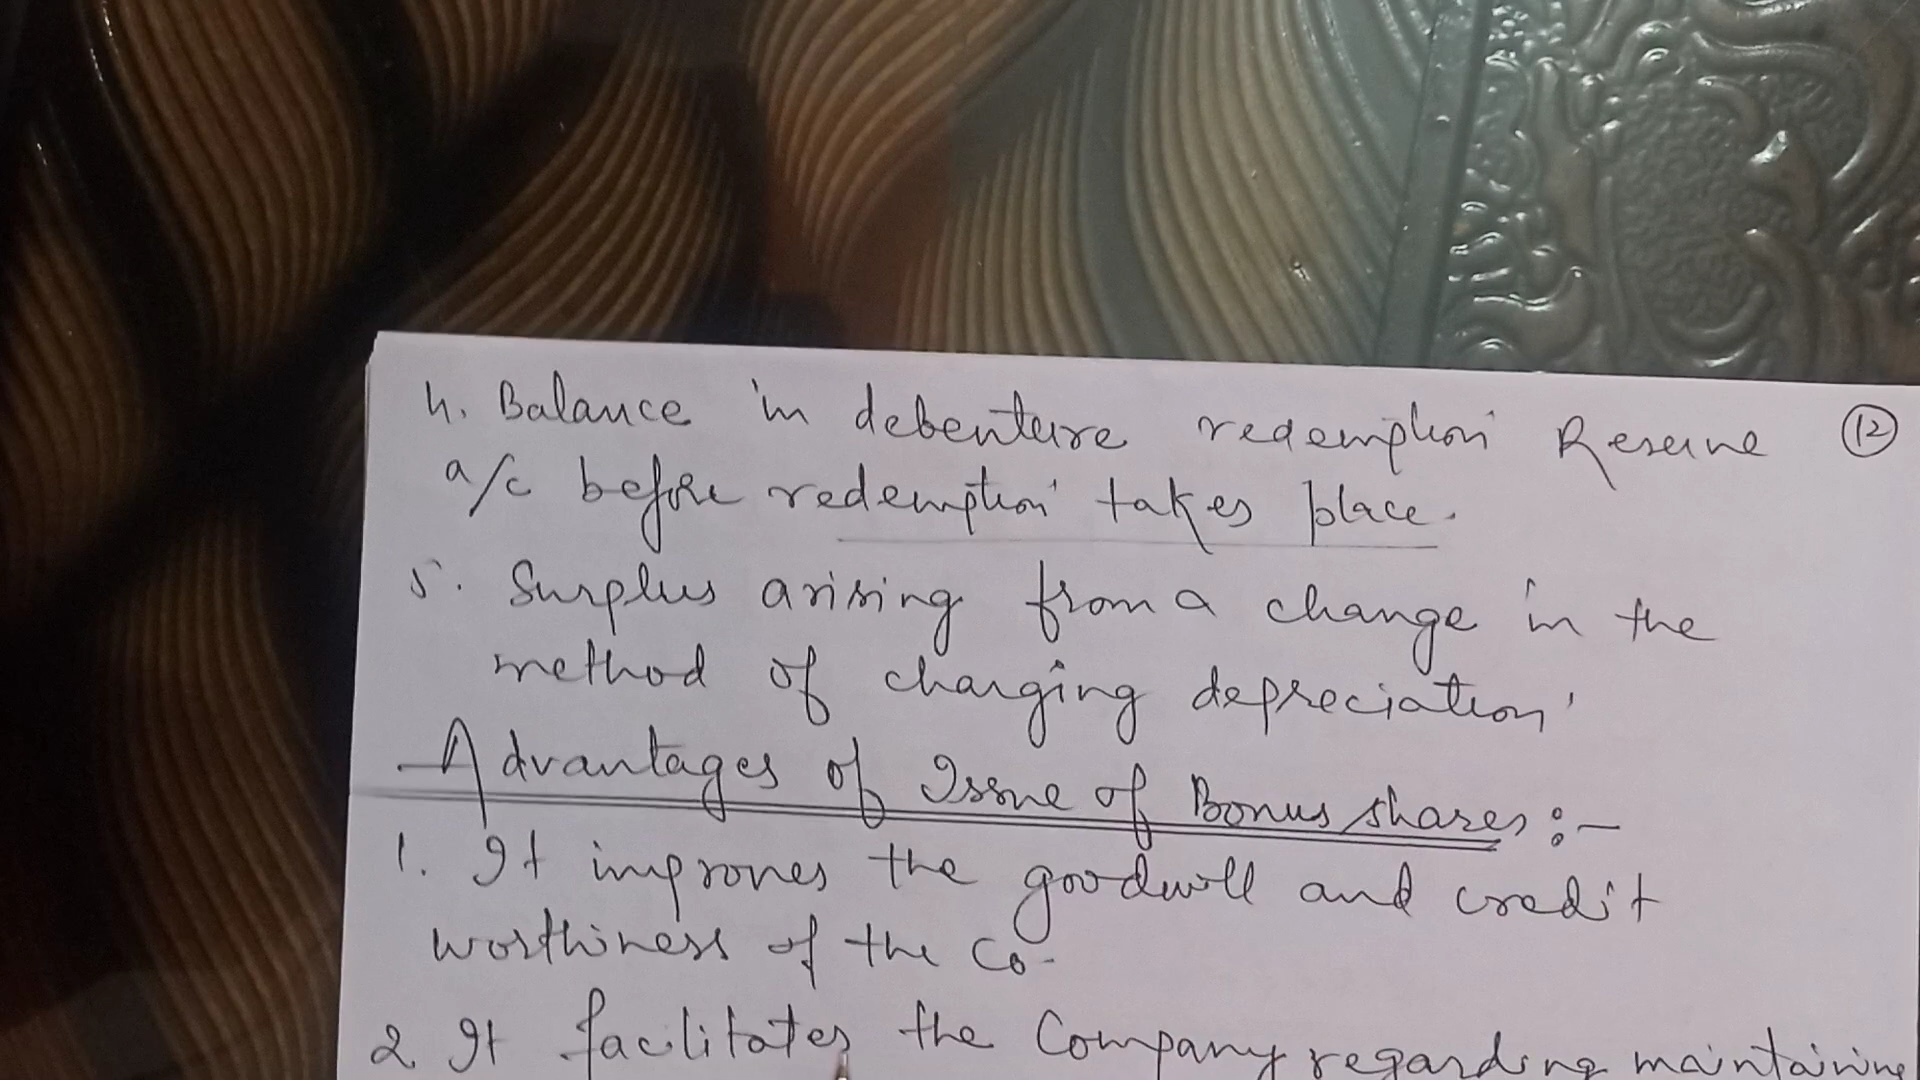 4. Balance in debenture redemption Reserve 12
a/c before redemption takes place.
5. Surplus arising from a change in the
method of charging depreciation
Advantages of Issue of Bonus shares :-
1. It improves the goodwill and credit
worthiness of the Co.
2 It facilitates the Company regarding maintaining